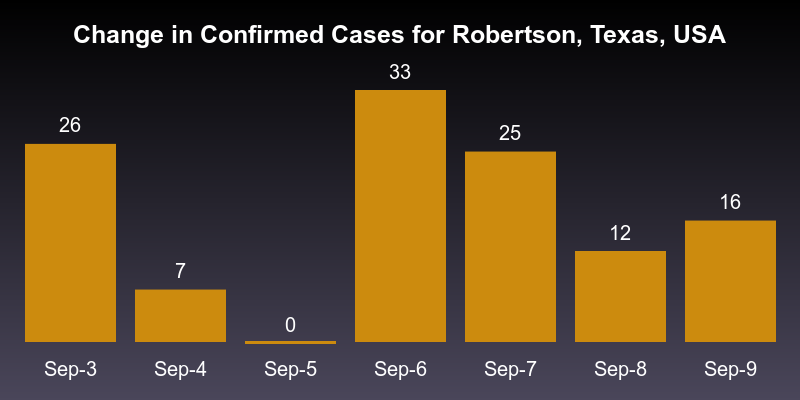 Change in Confirmed Cases for Robertson, Texas, USA
26
7
0
33
25
12
16
Sep-3
Sep-4
Sep-5
Sep-6
Sep-7
Sep-8
Sep-9